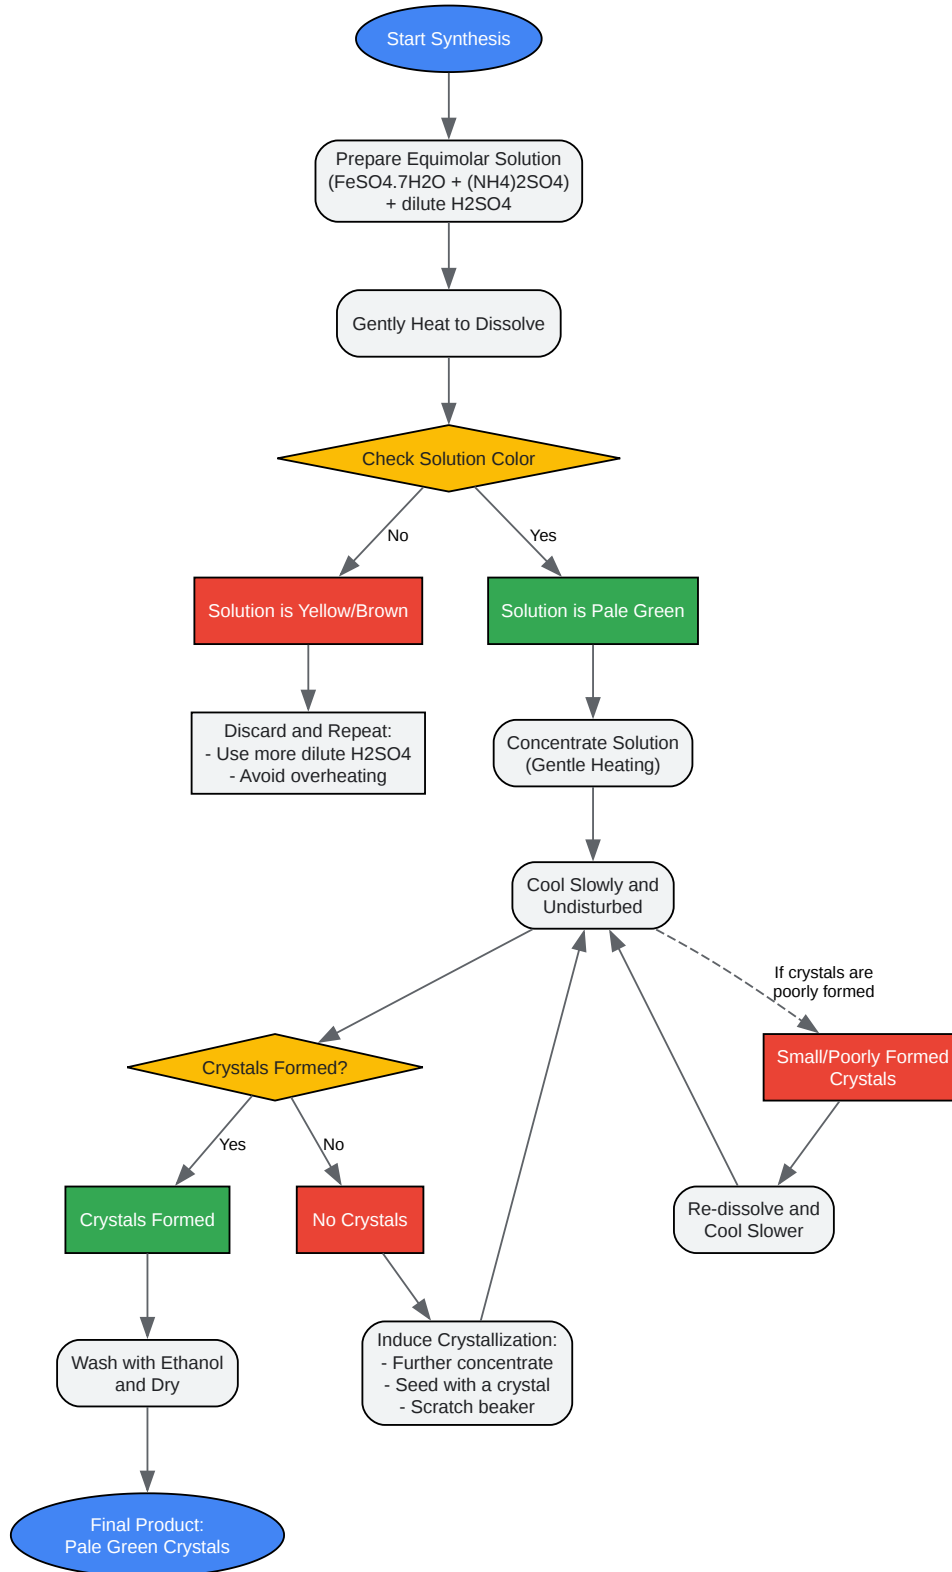 Start Synthesis
Prepare Equimolar Solution
(FeSO4.7H2O + (NH4)2SO4)
+ dilute H2SO4
Gently Heat to Dissolve
Check Solution Color
No
Yes
Solution is Yellow/Brown
Solution is Pale Green
Discard and Repeat:
- Use more dilute H2SO4
- Avoid overheating
Concentrate Solution
(Gentle Heating)
Cool Slowly and
Undisturbed
If crystals are
poorly formed
Crystals Formed?
Small/Poorly Formed
Crystals
Yes
No
Crystals Formed
No Crystals
Re-dissolve and
Cool Slower
Wash with Ethanol
and Dry
Induce Crystallization:
- Further concentrate
- Seed with a crystal
- Scratch beaker
Final Product:
Pale Green Crystals